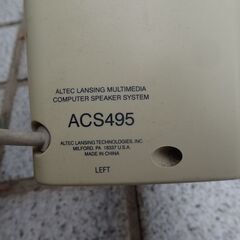 ALTEC LANSING MULTIMEDIA
COMPUTER SPEAKER SYSTEM
ACS495
ALTEC LANSING TECHNOLOGIES, INC
MILFORD, PA. 18337 U.S.A.
MADE IN CHINA
LEFT